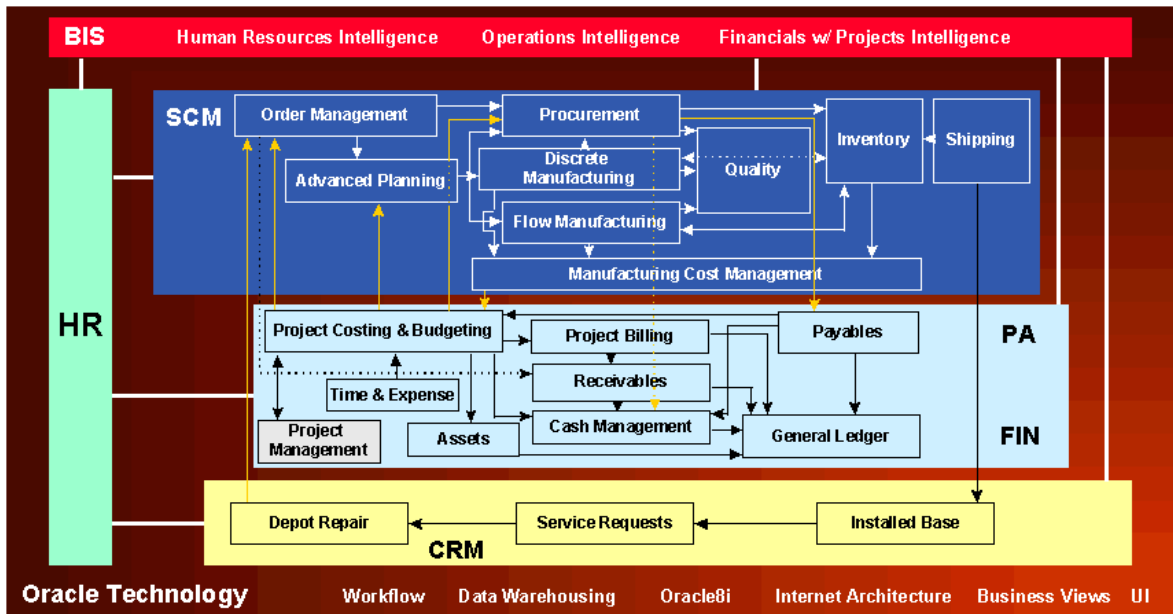 BIS
Human Resources Intelligence
Operations Intelligence
Financials w/ Projects Intelligence
HR
SCM
Order Management
Procurement
Inventory
Shipping
Advanced Planning
Discrete
Manufacturing
Quality
Flow Manufacturing
Manufacturing Cost Management
Project Costing & Budgeting
Project Billing
Payables
PA
Time & Expense
Receivables
Project
Management
Assets
Cash Management
General Ledger
FIN
Depot Repair
Service Requests
Installed Base
CRM
Oracle Technology
Workflow
Data Warehousing
Oracle8i
Internet Architecture
Business Views
UI